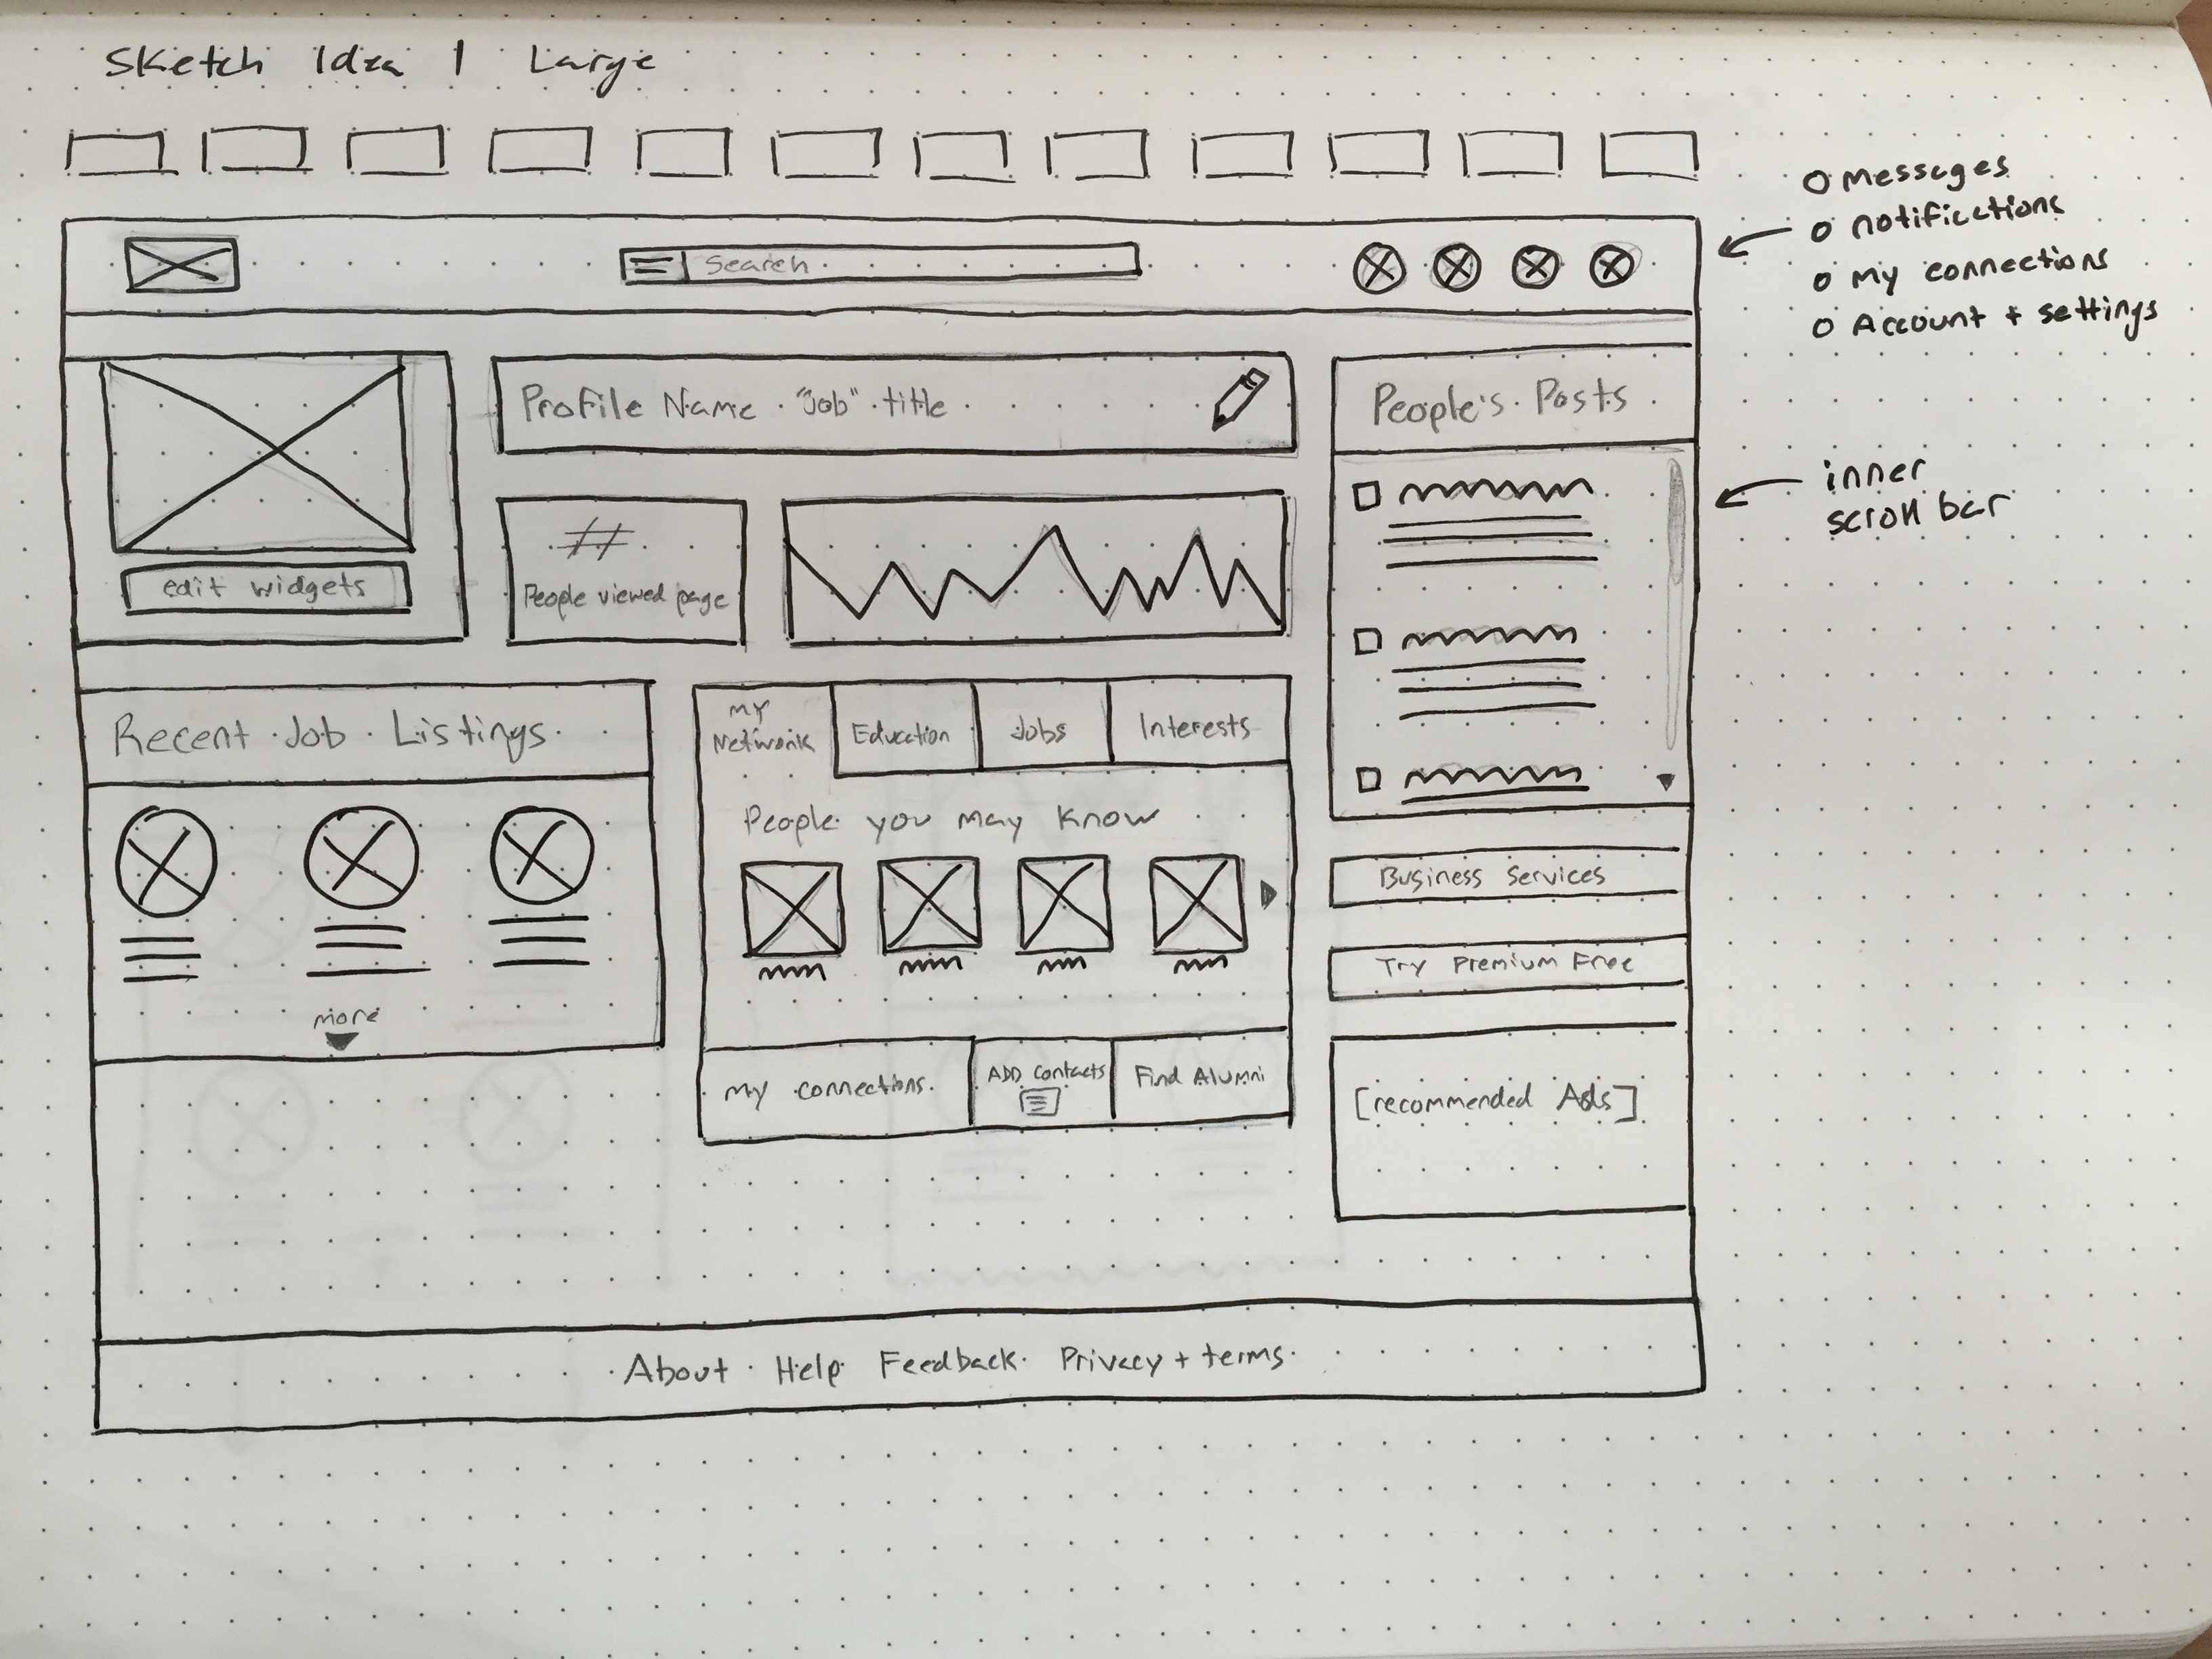 Sketch Idea 1 Large
Search
O messages
O notifications
O my connections
O Account + settings
Profile Name "Job" title
People's Posts
inner
scroll bar
edit widgets
#
People viewed page
Recent Job Listings
My
Network
Education
Jobs
Interests
People you may know
more
Business Services
Try Premium Free
My connections
ADD Contacts
Find Alumni
[recommended Ads]
About Help Feedback Privacy + terms